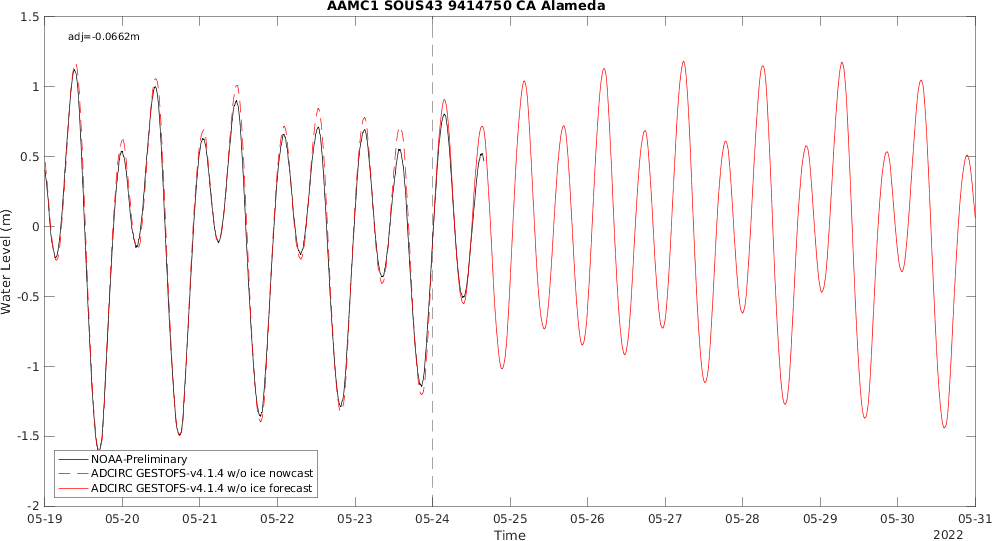 AAMC1 SOUS43 9414750 CA Alameda
adj=-0.0662m
1.5
1
0.5
0
-0.5
-1
-1.5
-2
Water Level (m)
NOAA-Preliminary
ADCIRC GESTOFS-v4.1.4 w/o ice nowcast
ADCIRC GESTOFS-v4.1.4 w/o ice forecast
05-19 05-20 05-21 05-22 05-23 05-24 05-25 05-26 05-27 05-28 05-29 05-30 05-31
Time
2022